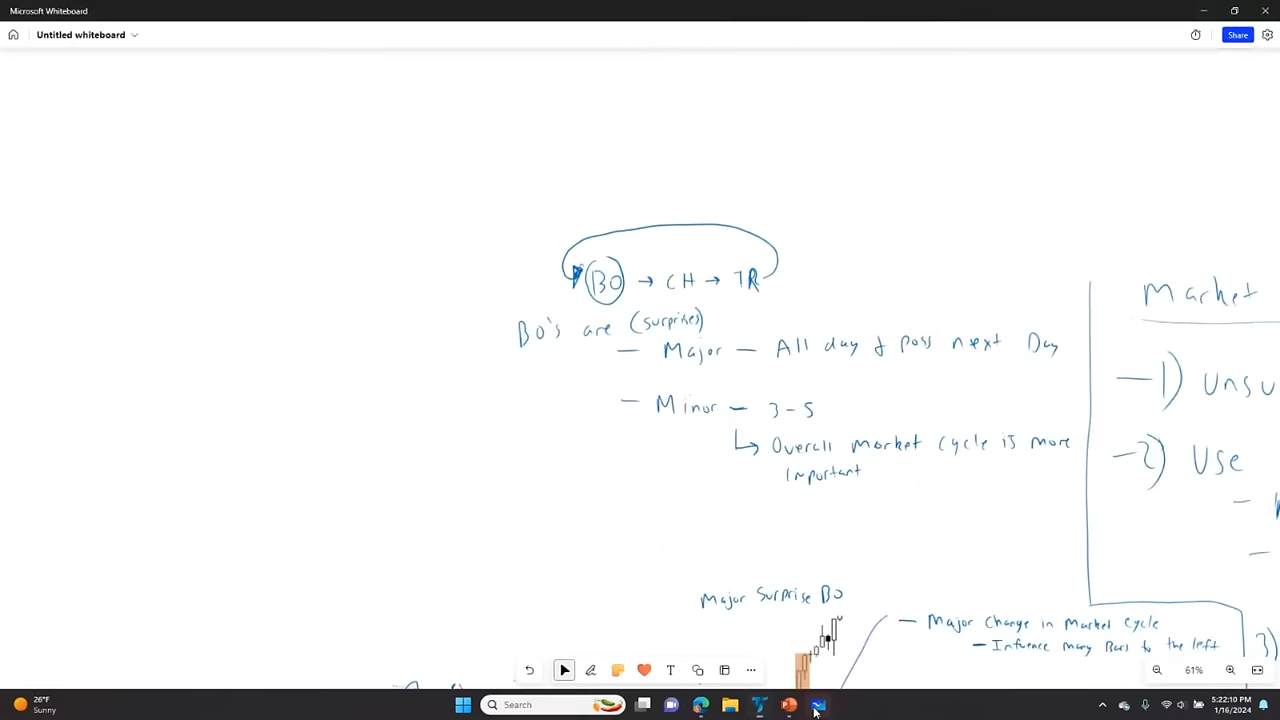 Microsoft Whiteboard
Untitled whiteboard
Share
BO → CH → TR
BO's are (surprises)
— Major — All day & poss next Day
— Minor — 3-5
↳ Overall market cycle is more
important
Market
—1) Unsu
—2) Use
Major Surprise BO
— Major Change in Market Cycle
— Influence many Bars to the left
3)
61%
26°F
Sunny
Search
5:22:10 PM
1/16/2024